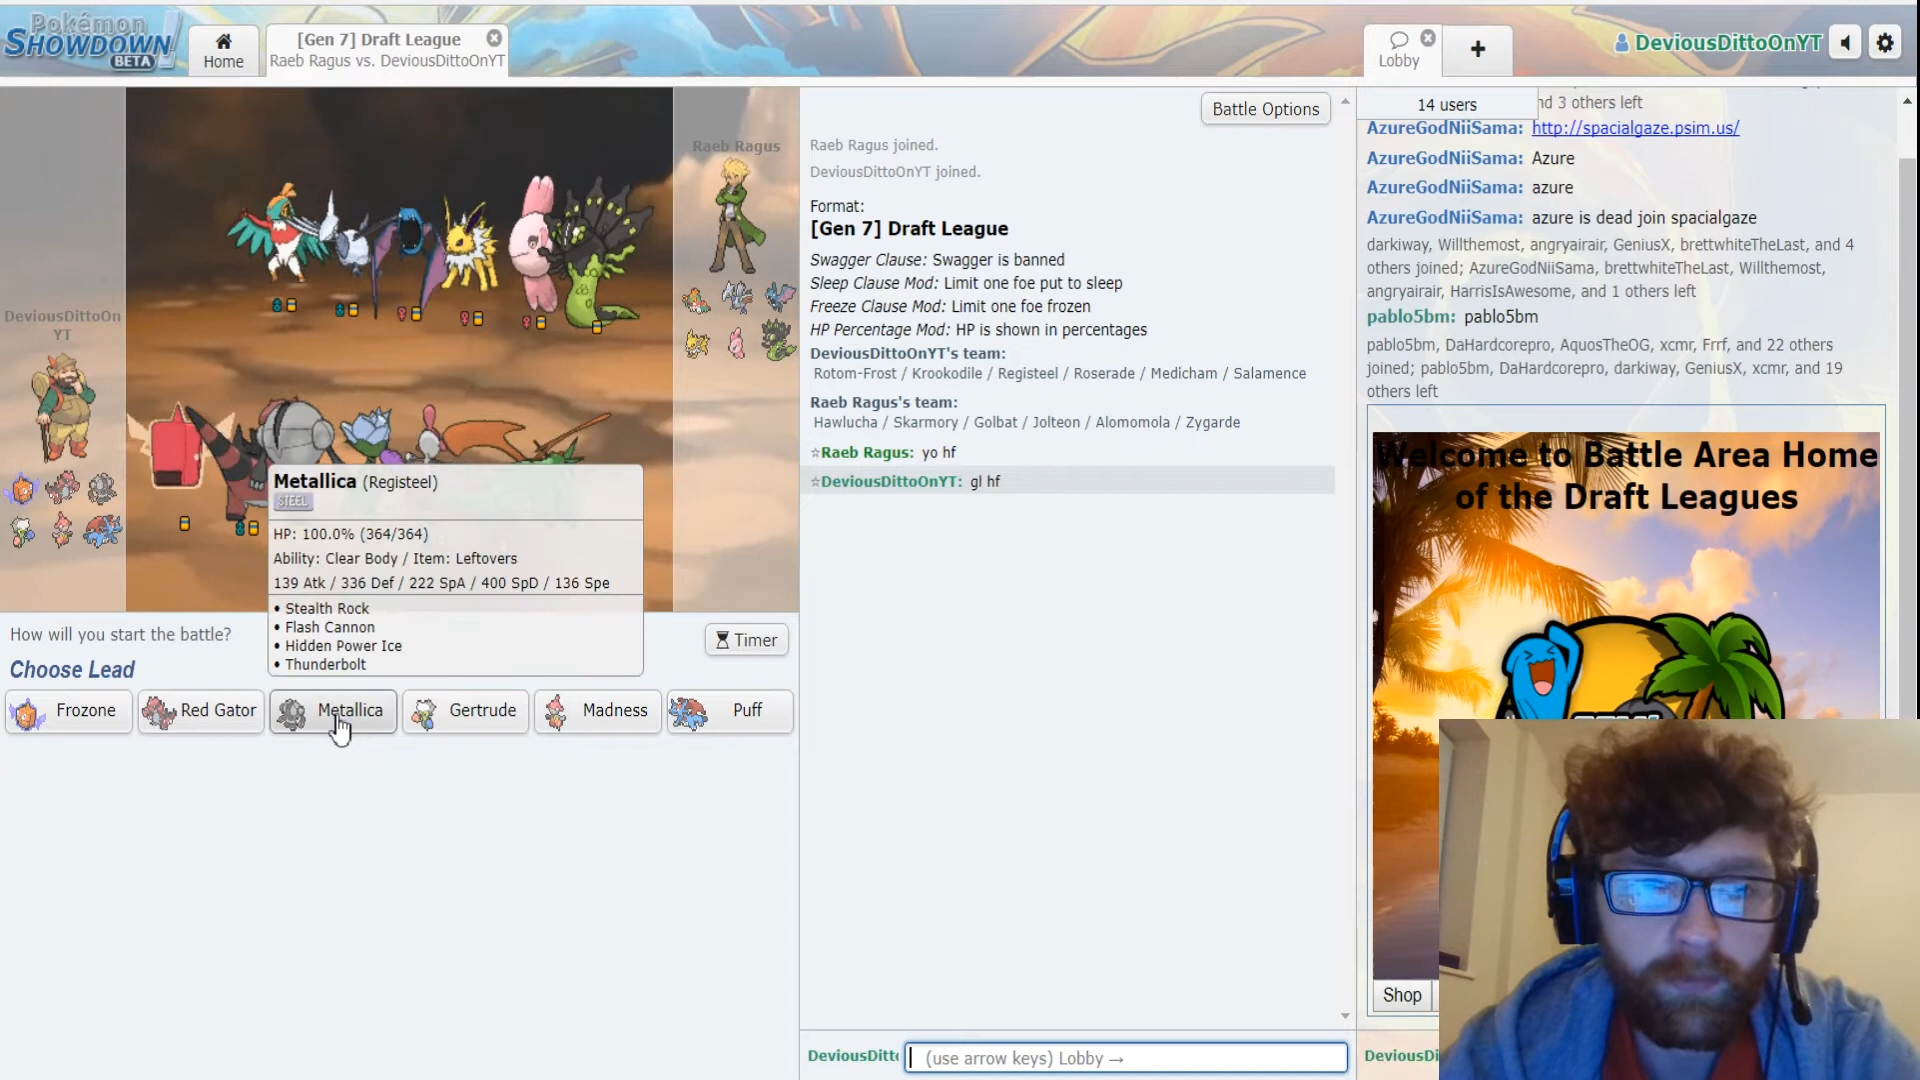 Pokémon
SHOWDOWN!
BETA
Home
[Gen 7] Draft League
Raeb Ragus vs. DeviousDittoOnYT
Lobby
+
DeviousDittoOnYT
Raeb Ragus
DeviousDittoOn
YT
Metallica (Registeel)
STEEL
HP: 100.0% (364/364)
Ability: Clear Body / Item: Leftovers
139 Atk / 336 Def / 222 SpA / 400 SpD / 136 Spe
• Stealth Rock
• Flash Cannon
• Hidden Power Ice
• Thunderbolt
How will you start the battle?
Timer
Choose Lead
Frozone
Red Gator
Metallica
Gertrude
Madness
Puff
Battle Options
Raeb Ragus joined.
DeviousDittoOnYT joined.
Format:
[Gen 7] Draft League
Swagger Clause: Swagger is banned
Sleep Clause Mod: Limit one foe put to sleep
Freeze Clause Mod: Limit one foe frozen
HP Percentage Mod: HP is shown in percentages
DeviousDittoOnYT's team:
Rotom-Frost / Krookodile / Registeel / Roserade / Medicham / Salamence
Raeb Ragus's team:
Hawlucha / Skarmory / Golbat / Jolteon / Alomomola / Zygarde
☆Raeb Ragus: yo hf
☆DeviousDittoOnYT: gl hf
DeviousDitt
(use arrow keys) Lobby →
14 users
nd 3 others left
AzureGodNiiSama: http://spacialgaze.psim.us/
AzureGodNiiSama: Azure
AzureGodNiiSama: azure
AzureGodNiiSama: azure is dead join spacialgaze
darkiway, Willthemost, angryairair, GeniusX, brettwhiteTheLast, and 4
others joined; AzureGodNiiSama, brettwhiteTheLast, Willthemost,
angryairair, HarrisIsAwesome, and 1 others left
pablo5bm: pablo5bm
pablo5bm, DaHardcorepro, AquosTheOG, xcmr, Frrf, and 22 others
joined; pablo5bm, DaHardcorepro, darkiway, GeniusX, xcmr, and 19
others left
Welcome to Battle Area Home
of the Draft Leagues
Shop
DeviousDi